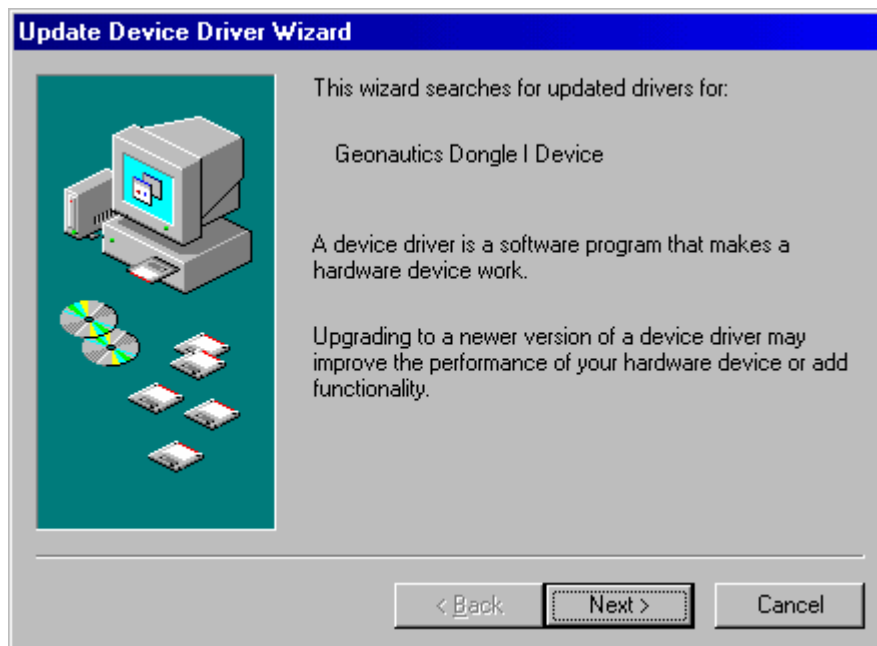 Update Device Driver Wizard
This wizard searches for updated drivers for:
Geonautics Dongle I Device
A device driver is a software program that makes a
hardware device work.
Upgrading to a newer version of a device driver may
improve the performance of your hardware device or add
functionality.
< Back
Next >
Cancel